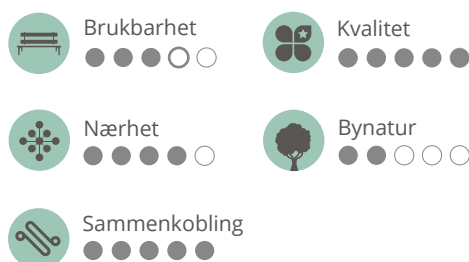 Brukbarhet
Kvalitet
Nærhet
Bynatur
Sammenkobling